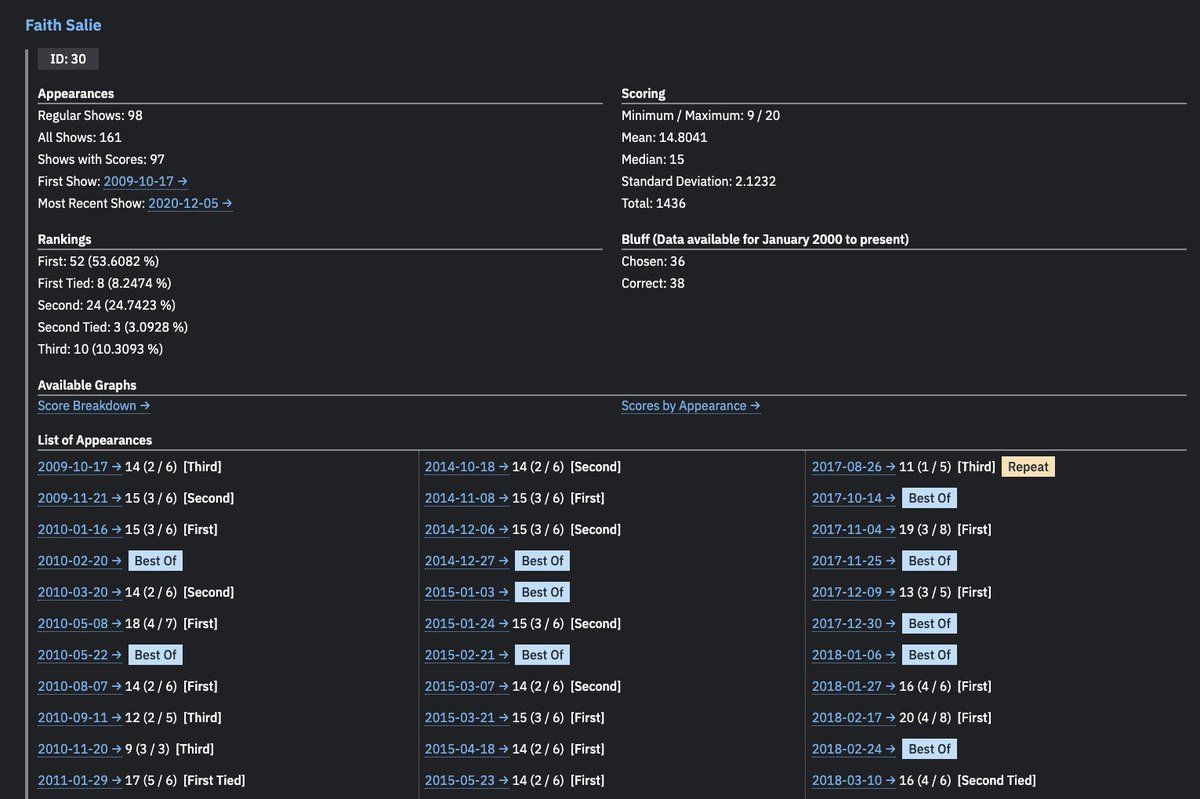 Faith Salie
ID: 30
Appearances
Regular Shows: 98
All Shows: 161
Shows with Scores: 97
First Show: 2009-10-17 →
Most Recent Show: 2020-12-05 →
Scoring
Minimum / Maximum: 9 / 20
Mean: 14.8041
Median: 15
Standard Deviation: 2.1232
Total: 1436
Rankings
First: 52 (53.6082 %)
First Tied: 8 (8.2474 %)
Second: 24 (24.7423 %)
Second Tied: 3 (3.0928 %)
Third: 10 (10.3093 %)
Bluff (Data available for January 2000 to present)
Chosen: 36
Correct: 38
Available Graphs
Score Breakdown →
Scores by Appearance →
List of Appearances
2009-10-17 → 14 (2 / 6) [Third]
2009-11-21 → 15 (3 / 6) [Second]
2010-01-16 → 15 (3 / 6) [First]
2010-02-20 → Best Of
2010-03-20 → 14 (2 / 6) [Second]
2010-05-08 → 18 (4 / 7) [First]
2010-05-22 → Best Of
2010-08-07 → 14 (2 / 6) [First]
2010-09-11 → 12 (2 / 5) [Third]
2010-11-20 → 9 (3 / 3) [Third]
2011-01-29 → 17 (5 / 6) [First Tied]
2014-10-18 → 14 (2 / 6) [Second]
2014-11-08 → 15 (3 / 6) [First]
2014-12-06 → 15 (3 / 6) [Second]
2014-12-27 → Best Of
2015-01-03 → Best Of
2015-01-24 → 15 (3 / 6) [Second]
2015-02-21 → Best Of
2015-03-07 → 14 (2 / 6) [Second]
2015-03-21 → 15 (3 / 6) [First]
2015-04-18 → 14 (2 / 6) [First]
2015-05-23 → 14 (2 / 6) [First]
2017-08-26 → 11 (1 / 5) [Third] Repeat
2017-10-14 → Best Of
2017-11-04 → 19 (3 / 8) [First]
2017-11-25 → Best Of
2017-12-09 → 13 (3 / 5) [First]
2017-12-30 → Best Of
2018-01-06 → Best Of
2018-01-27 → 16 (4 / 6) [First]
2018-02-17 → 20 (4 / 8) [First]
2018-02-24 → Best Of
2018-03-10 → 16 (4 / 6) [Second Tied]